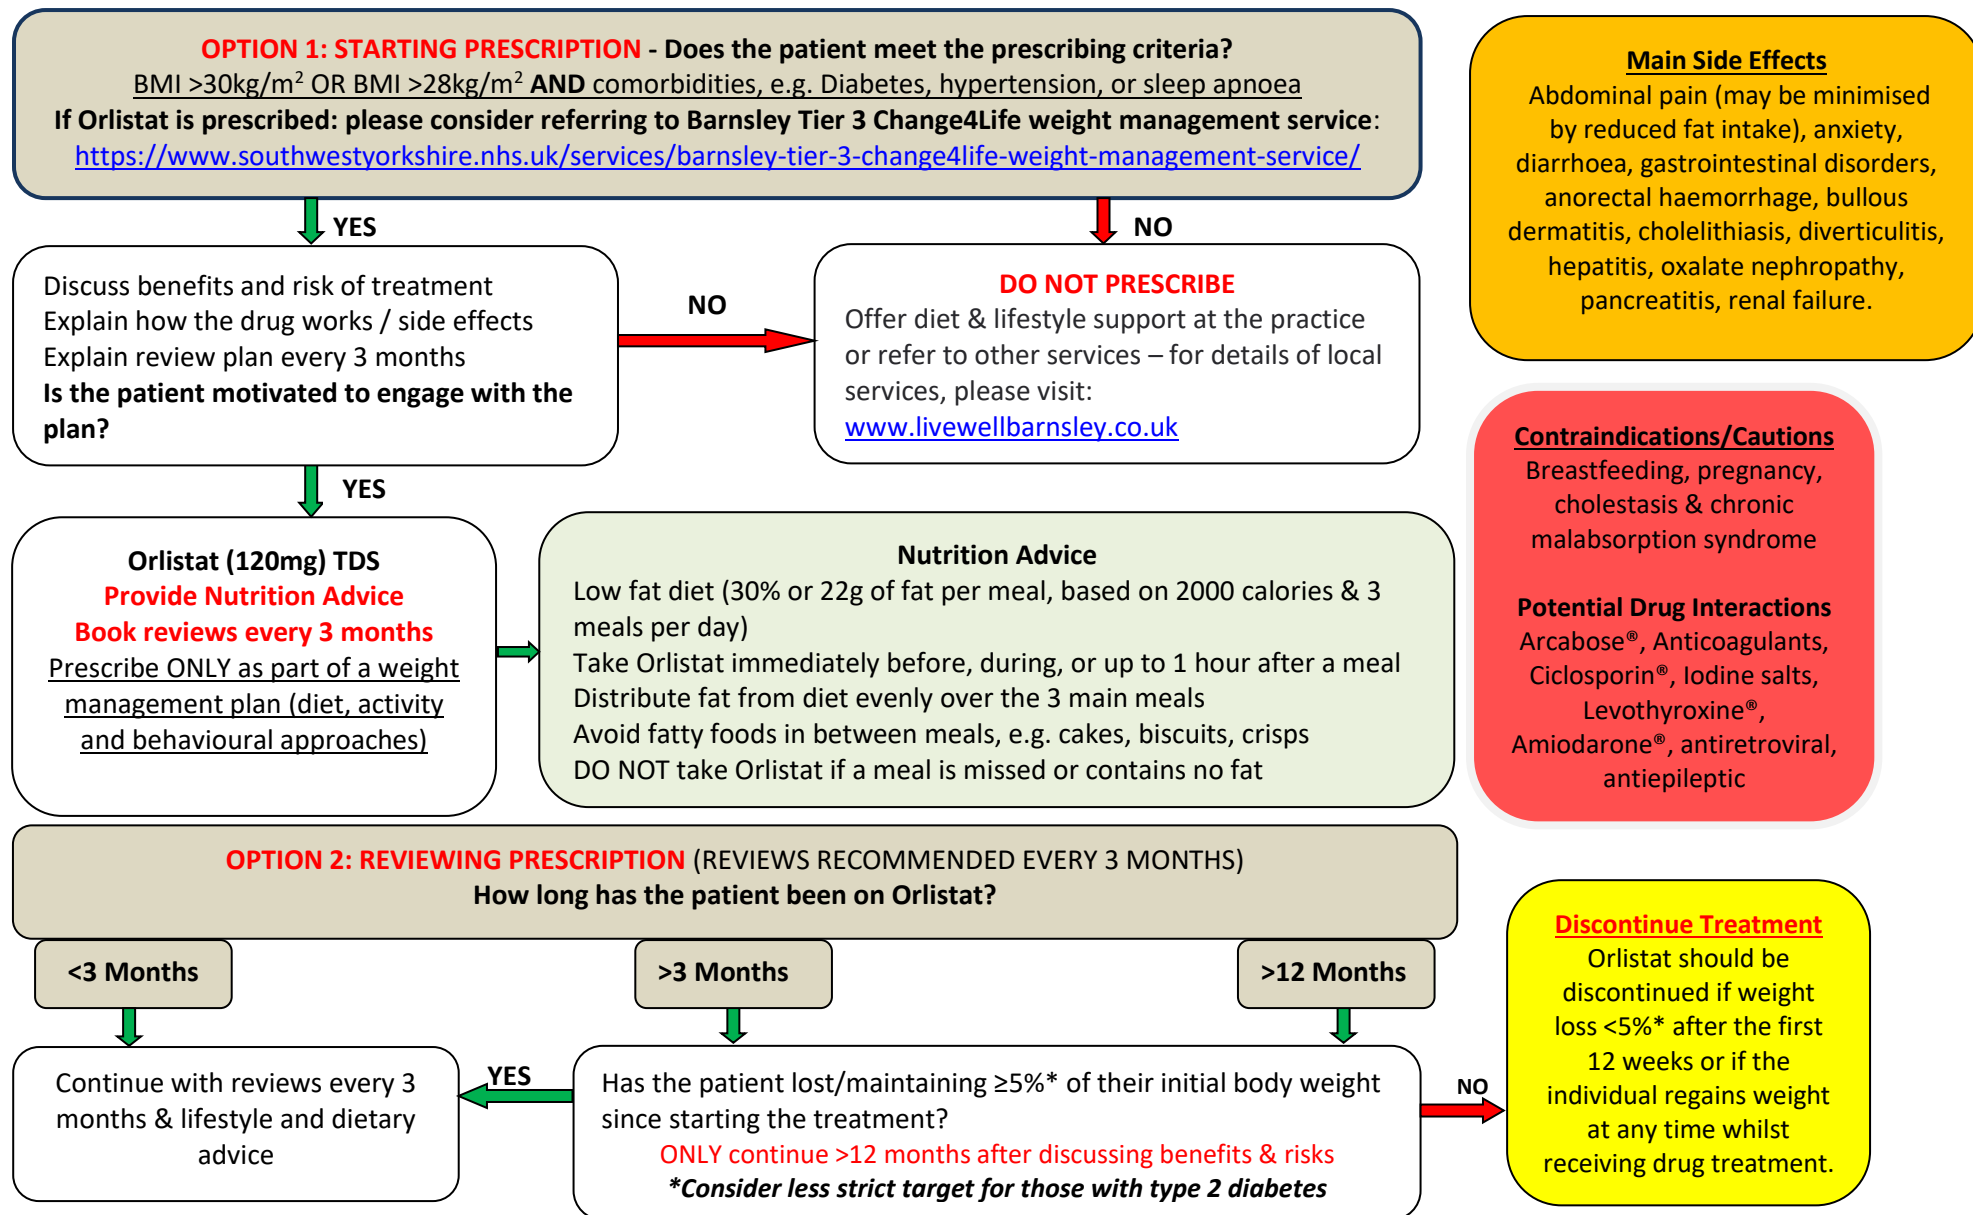 OPTION 1: STARTING PRESCRIPTION - Does the patient meet the prescribing criteria?
BMI >30kg/m² OR BMI >28kg/m² AND comorbidities, e.g. Diabetes, hypertension, or sleep apnoea
If Orlistat is prescribed: please consider referring to Barnsley Tier 3 Change4Life weight management service:
https://www.southwestyorkshire.nhs.uk/services/barnsley-tier-3-change4life-weight-management-service/
YES
NO
Discuss benefits and risk of treatment
Explain how the drug works / side effects
Explain review plan every 3 months
Is the patient motivated to engage with the
plan?
NO
DO NOT PRESCRIBE
Offer diet & lifestyle support at the practice
or refer to other services – for details of local
services, please visit:
www.livewellbarnsley.co.uk
YES
Orlistat (120mg) TDS
Provide Nutrition Advice
Book reviews every 3 months
Prescribe ONLY as part of a weight
management plan (diet, activity
and behavioural approaches)
Nutrition Advice
Low fat diet (30% or 22g of fat per meal, based on 2000 calories & 3
meals per day)
Take Orlistat immediately before, during, or up to 1 hour after a meal
Distribute fat from diet evenly over the 3 main meals
Avoid fatty foods in between meals, e.g. cakes, biscuits, crisps
DO NOT take Orlistat if a meal is missed or contains no fat
Main Side Effects
Abdominal pain (may be minimised
by reduced fat intake), anxiety,
diarrhoea, gastrointestinal disorders,
anorectal haemorrhage, bullous
dermatitis, cholelithiasis, diverticulitis,
hepatitis, oxalate nephropathy,
pancreatitis, renal failure.
Contraindications/Cautions
Breastfeeding, pregnancy,
cholestasis & chronic
malabsorption syndrome
Potential Drug Interactions
Arcabose®, Anticoagulants,
Ciclosporin®, Iodine salts,
Levothyroxine®,
Amiodarone®, antiretroviral,
antiepileptic
OPTION 2: REVIEWING PRESCRIPTION (REVIEWS RECOMMENDED EVERY 3 MONTHS)
How long has the patient been on Orlistat?
<3 Months
>3 Months
>12 Months
Continue with reviews every 3
months & lifestyle and dietary
advice
YES
Has the patient lost/maintaining ≥5%* of their initial body weight
since starting the treatment?
ONLY continue >12 months after discussing benefits & risks
*Consider less strict target for those with type 2 diabetes
NO
Discontinue Treatment
Orlistat should be
discontinued if weight
loss <5%* after the first
12 weeks or if the
individual regains weight
at any time whilst
receiving drug treatment.